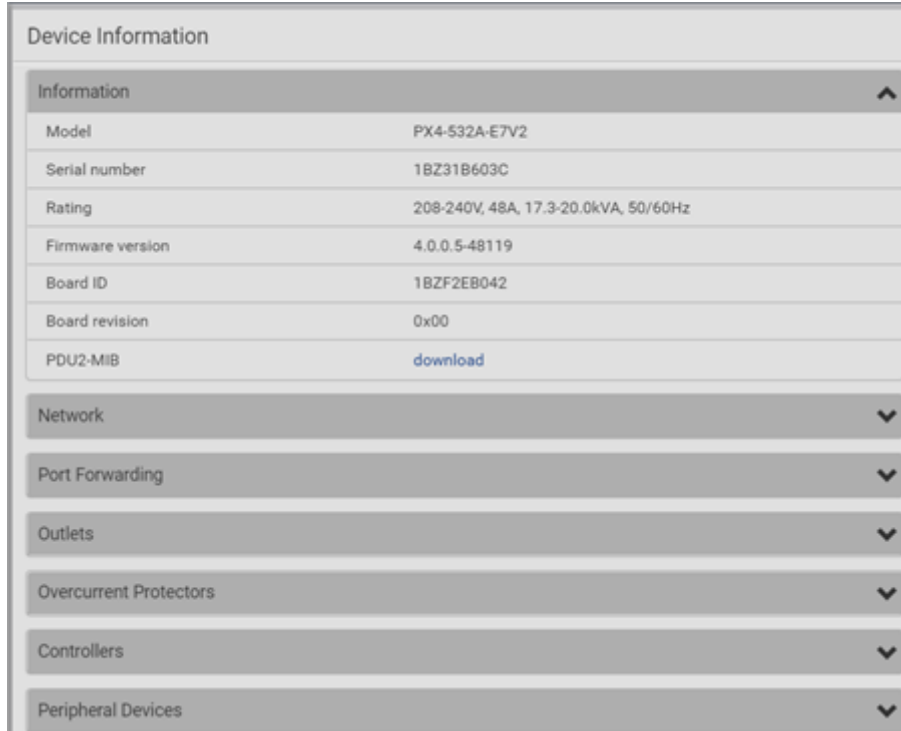 Device Information
Information
Model PX4-532A-E7V2
Serial number 1BZ31B603C
Rating 208-240V, 48A, 17.3-20.0kVA, 50/60Hz
Firmware version 4.0.0.5-48119
Board ID 1BZF2EB042
Board revision 0x00
PDU2-MIB download
Network
Port Forwarding
Outlets
Overcurrent Protectors
Controllers
Peripheral Devices